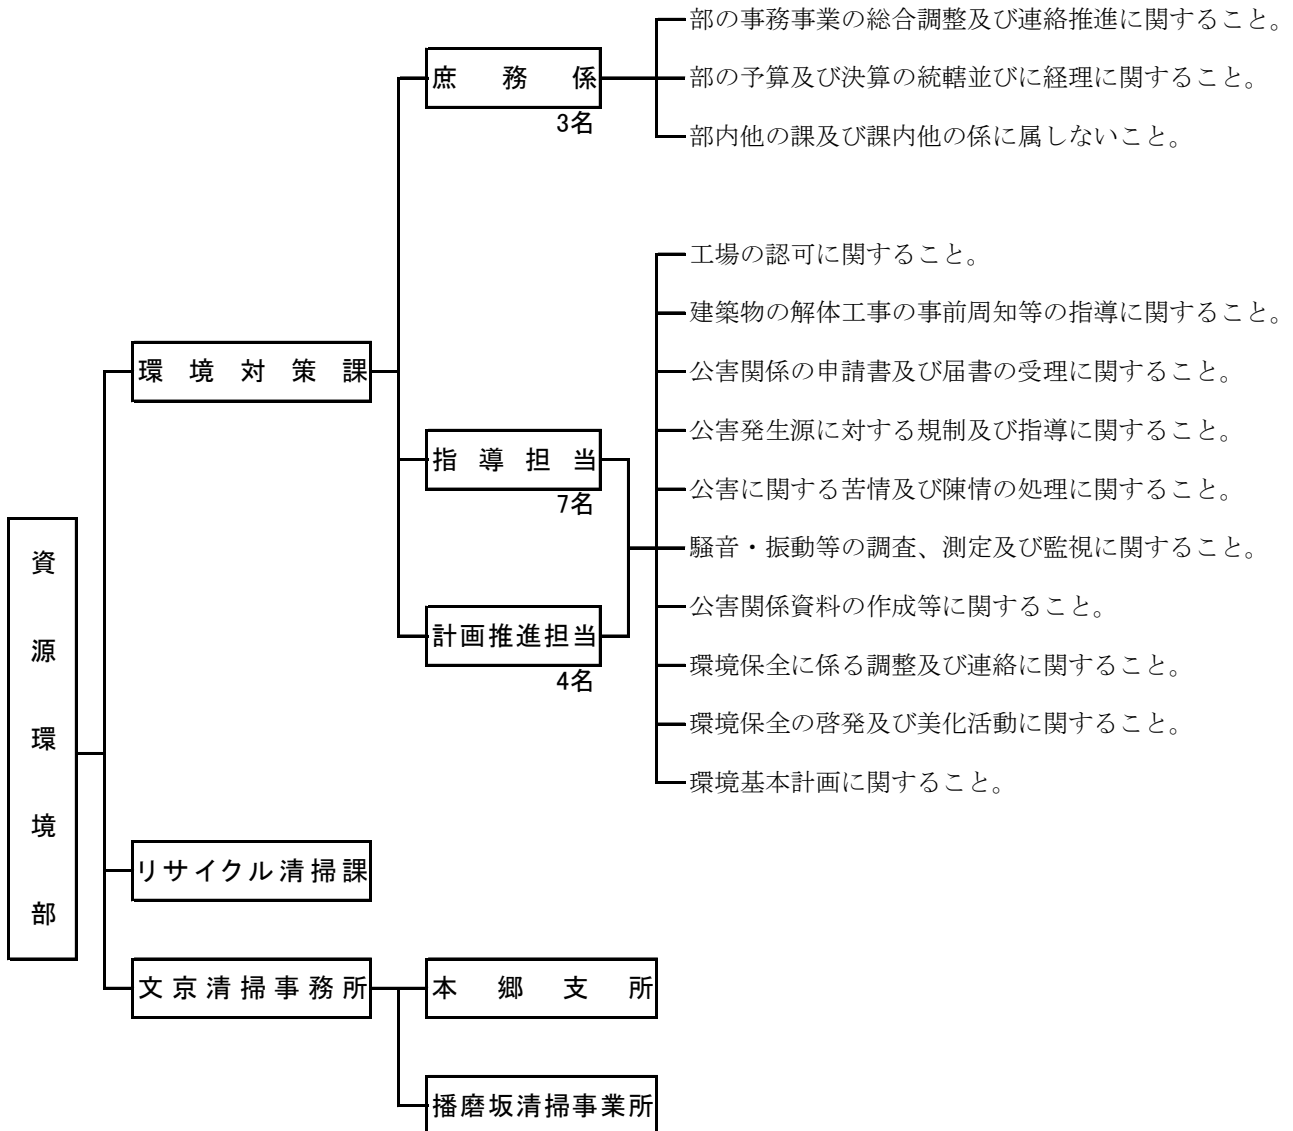 資源環境部
環境対策課
庶務係
3名
部の事務事業の総合調整及び連絡推進に関すること。
部の予算及び決算の統轄並びに経理に関すること。
部内他の課及び課内他の係に属しないこと。
指導担当
7名
計画推進担当
4名
工場の認可に関すること。
建築物の解体工事の事前周知等の指導に関すること。
公害関係の申請書及び届書の受理に関すること。
公害発生源に対する規制及び指導に関すること。
公害に関する苦情及び陳情の処理に関すること。
騒音・振動等の調査、測定及び監視に関すること。
公害関係資料の作成等に関すること。
環境保全に係る調整及び連絡に関すること。
環境保全の啓発及び美化活動に関すること。
環境基本計画に関すること。
リサイクル清掃課
文京清掃事務所
本郷支所
播磨坂清掃事業所